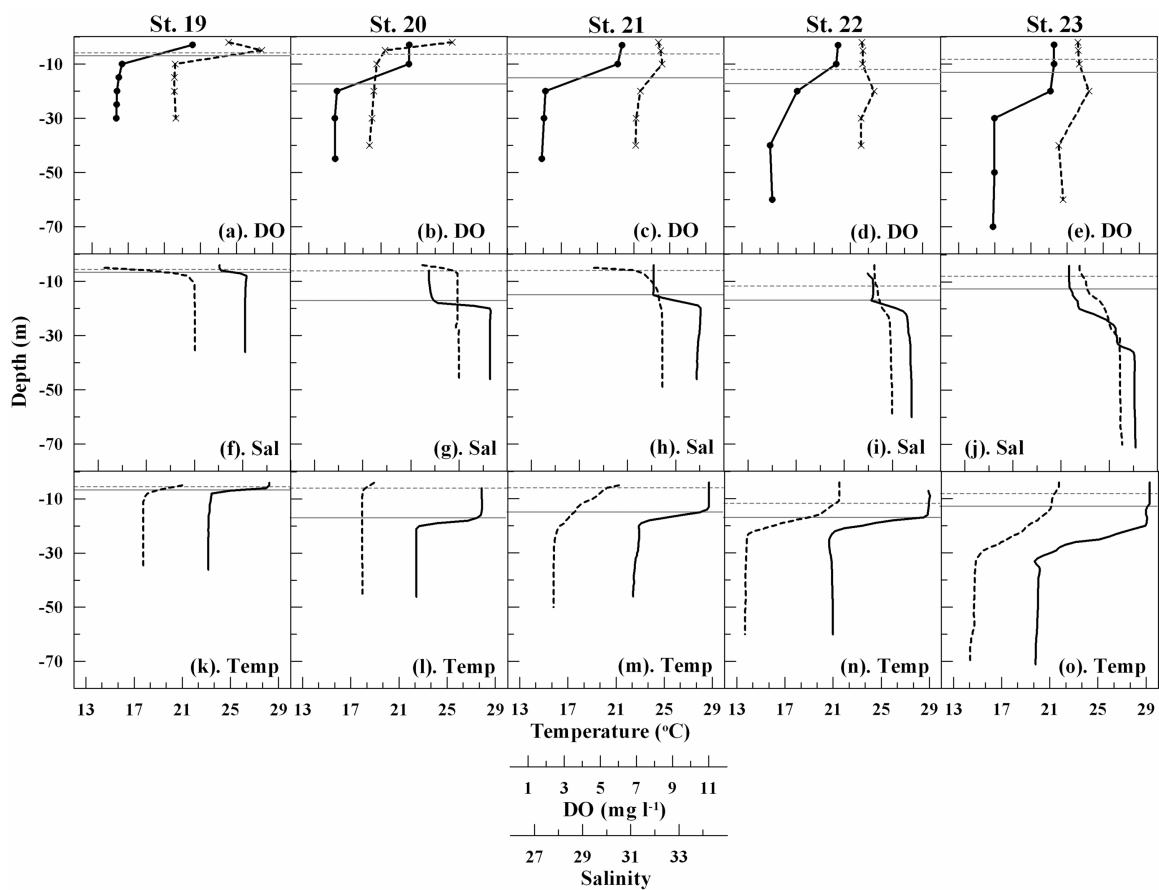 St. 19 St. 20 St. 21 St. 22 St. 23
-10
-30
-50
-70
(a). DO (b). DO (c). DO (d). DO (e). DO
-10
-30
-50
-70
Depth (m)
(f). Sal (g). Sal (h). Sal (i). Sal (j). Sal
-10
-30
-50
-70
(k). Temp (l). Temp (m). Temp (n). Temp (o). Temp
13 17 21 25 29 13 17 21 25 29 13 17 21 25 29 13 17 21 25 29 13 17 21 25 29
Temperature (°C)
1 3 5 7 9 11
DO (mg l-1)
27 29 31 33
Salinity